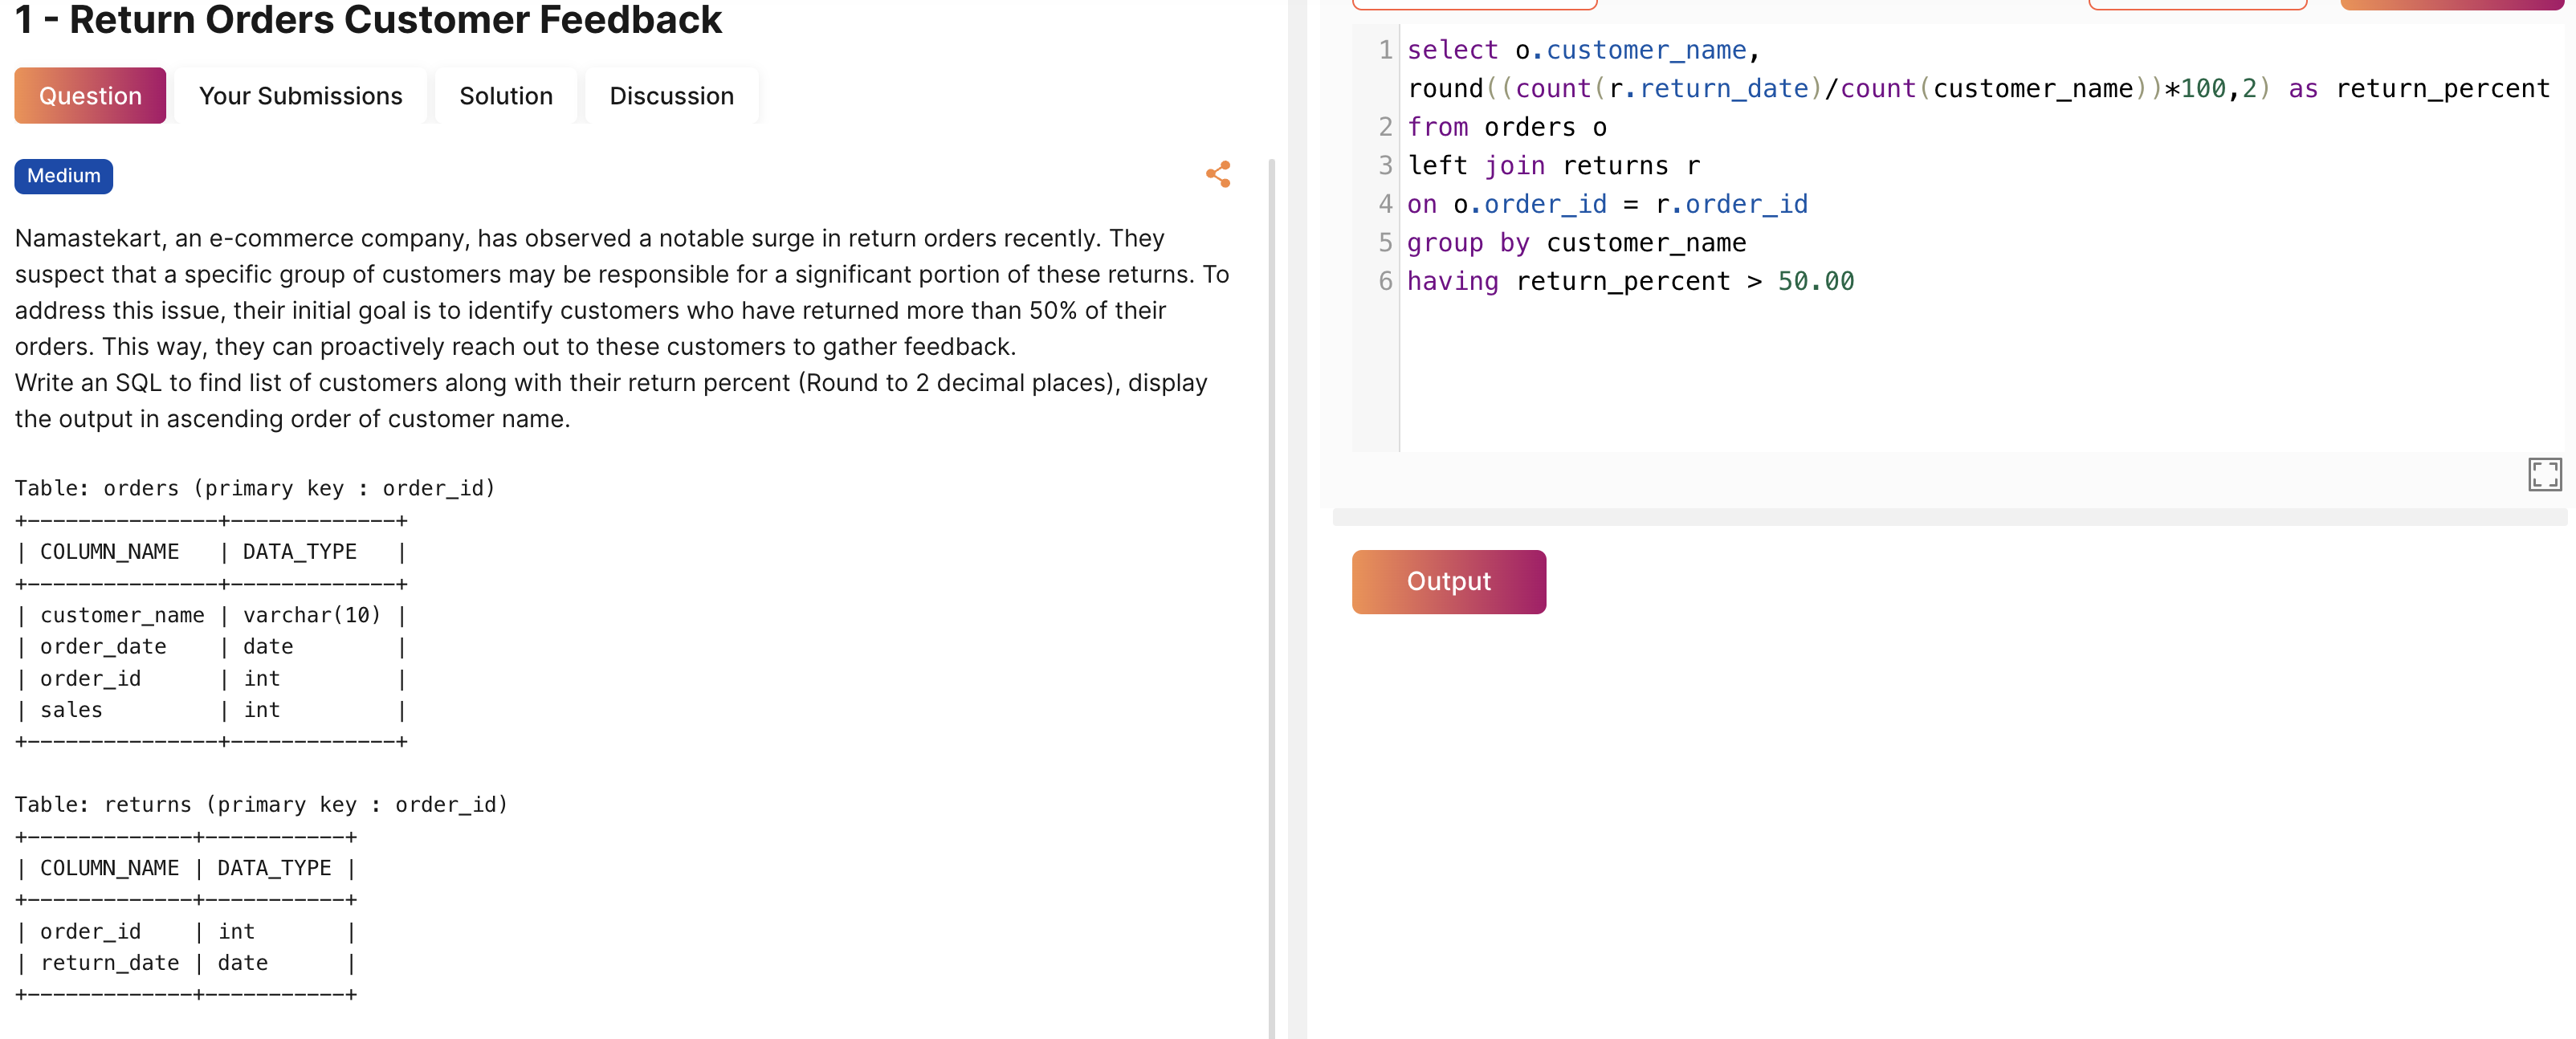 1 - Return Orders Customer Feedback
Question
Your Submissions
Solution
Discussion
Medium
Namastekart, an e-commerce company, has observed a notable surge in return orders recently. They
suspect that a specific group of customers may be responsible for a significant portion of these returns. To
address this issue, their initial goal is to identify customers who have returned more than 50% of their
orders. This way, they can proactively reach out to these customers to gather feedback.
Write an SQL to find list of customers along with their return percent (Round to 2 decimal places), display
the output in ascending order of customer name.
Table: orders (primary key : order_id)
+---------------+-------------+
| COLUMN_NAME   | DATA_TYPE   |
+---------------+-------------+
| customer_name | varchar(10) |
| order_date    | date        |
| order_id      | int         |
| sales         | int         |
+---------------+-------------+
Table: returns (primary key : order_id)
+-------------+-----------+
| COLUMN_NAME | DATA_TYPE |
+-------------+-----------+
| order_id    | int       |
| return_date | date      |
+-------------+-----------+
1 select o.customer_name,
round((count(r.return_date)/count(customer_name))*100,2) as return_percent
2 from orders o
3 left join returns r
4 on o.order_id = r.order_id
5 group by customer_name
6 having return_percent > 50.00
Output